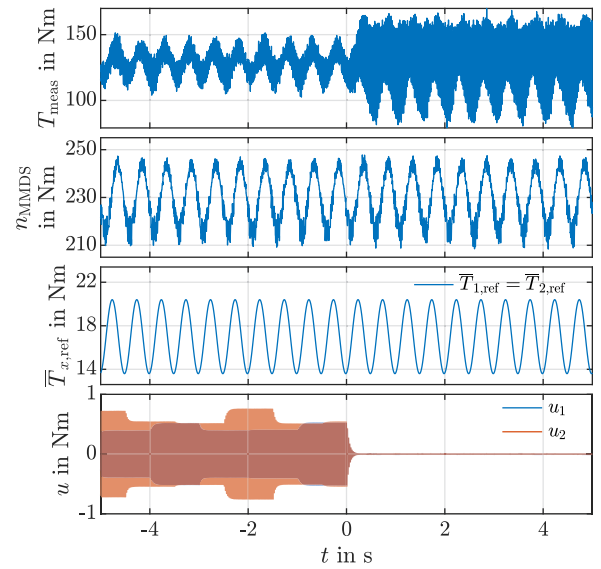 T_meas in Nm
150
100
n_MMDS in Nm
250
230
210
T̅_x,ref in Nm
22
18
14
T̅_1,ref = T̅_2,ref
u in Nm
1
0
-1
u_1
u_2
-4 -2 0 2 4
t in s